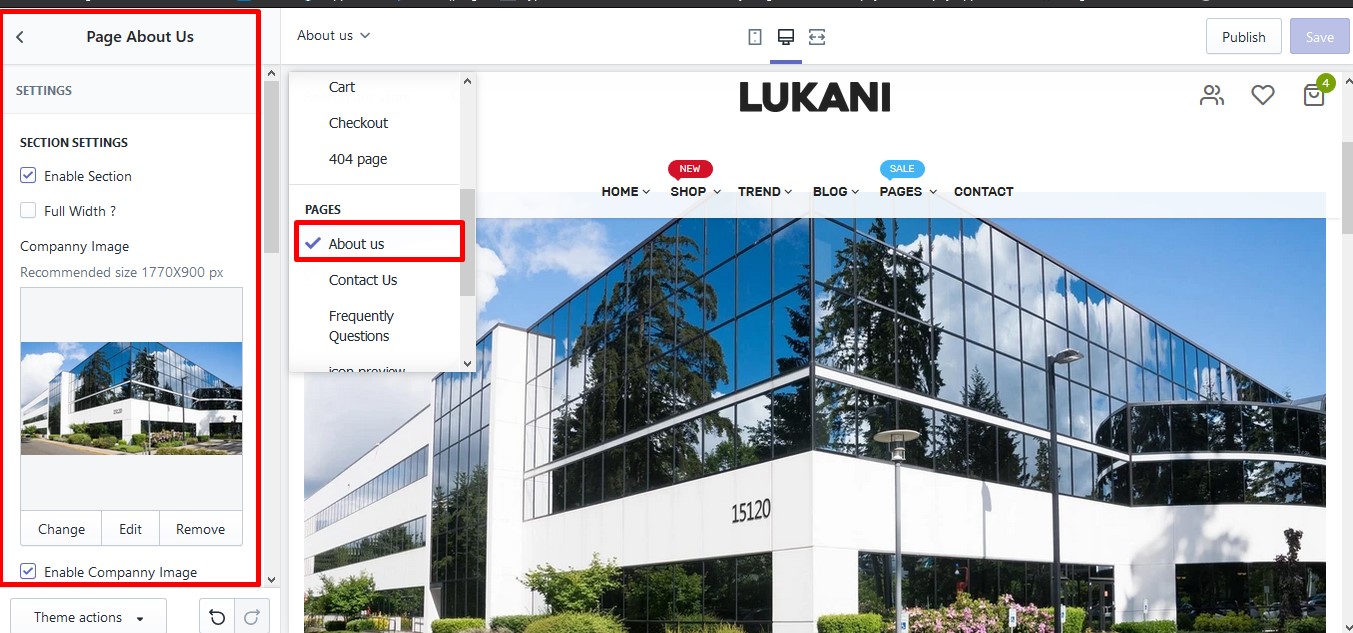 Page About Us
SETTINGS
SECTION SETTINGS
Enable Section
Full Width ?
Companny Image
Recommended size 1770X900 px
15120
Change
Edit
Remove
Enable Companny Image
Theme actions
About us
Publish
Save
Cart
Checkout
404 page
PAGES
About us
Contact Us
Frequently
Questions
icon preview
LUKANI
4
NEW
SALE
HOME
SHOP
TREND
BLOG
PAGES
CONTACT
15120